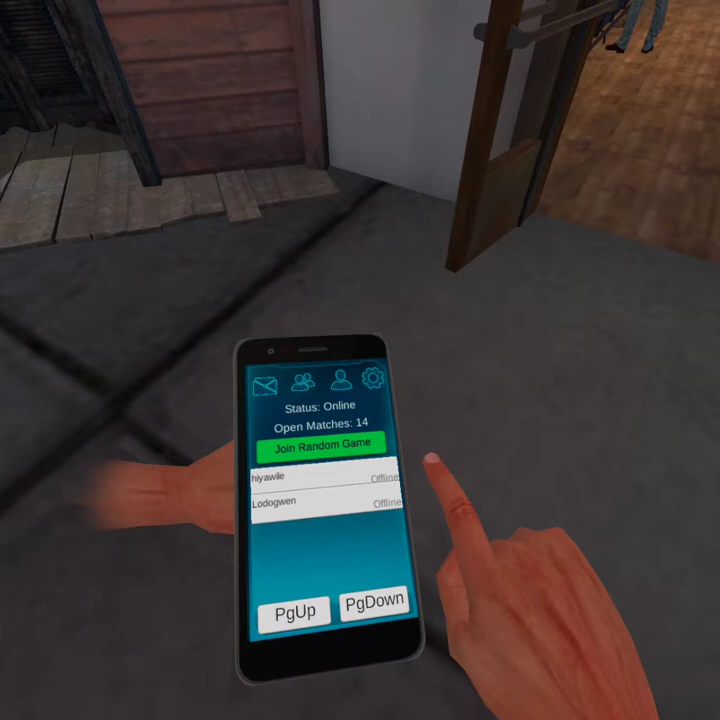 Status: Online
Open Matches: 14
Join Random Game
hiyawile Offline
Lodogwen Offline
PgUp PgDown